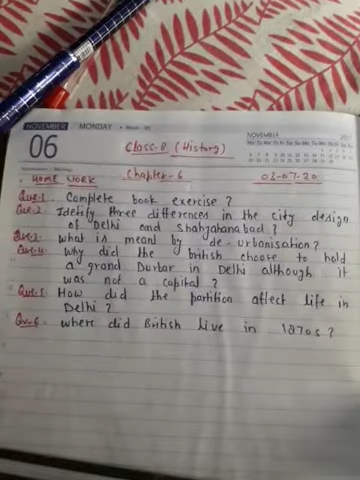 NOVEMBER MONDAY
06
Class-8 (History)
NOVEMBER
HOME WORK Chapter-6 03-07-20
Que-1 Complete book exercise?
Que-2. Idetify three differences in the city design
of Delhi and Shahjahanabad?
Que-3. what is meant by de-urbanisation?
Que-4. Why did the british choose to hold
a grand Durbar in Delhi although it
was not a capital?
Que-5. How did the partition affect life in
Delhi?
Qu-6. where did British live in 1870s?